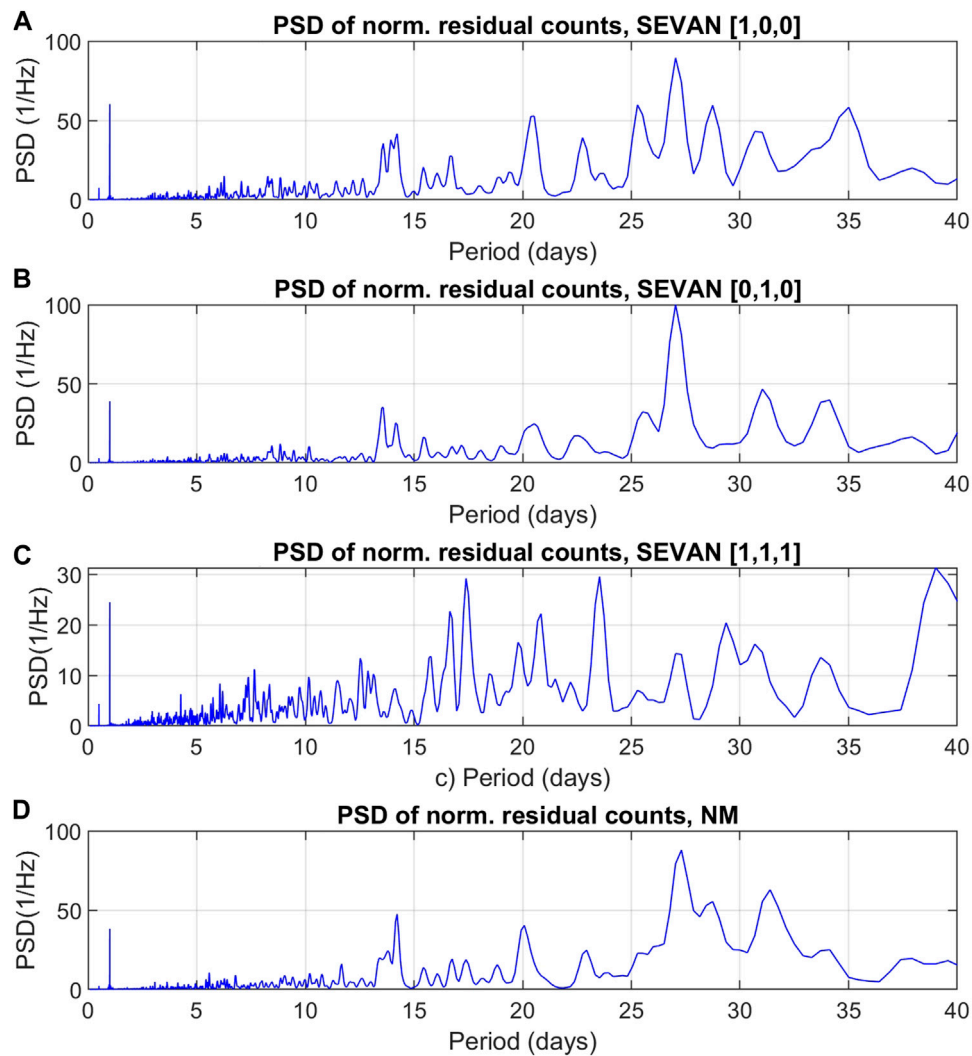 A
PSD of norm. residual counts, SEVAN [1,0,0]
100
50
0
PSD (1/Hz)
0 5 10 15 20 25 30 35 40
Period (days)
B
PSD of norm. residual counts, SEVAN [0,1,0]
100
50
0
PSD (1/Hz)
0 5 10 15 20 25 30 35 40
Period (days)
C
PSD of norm. residual counts, SEVAN [1,1,1]
30
20
10
0
PSD(1/Hz)
0 5 10 15 20 25 30 35 40
c) Period (days)
D
PSD of norm. residual counts, NM
100
50
0
PSD(1/Hz)
0 5 10 15 20 25 30 35 40
Period (days)